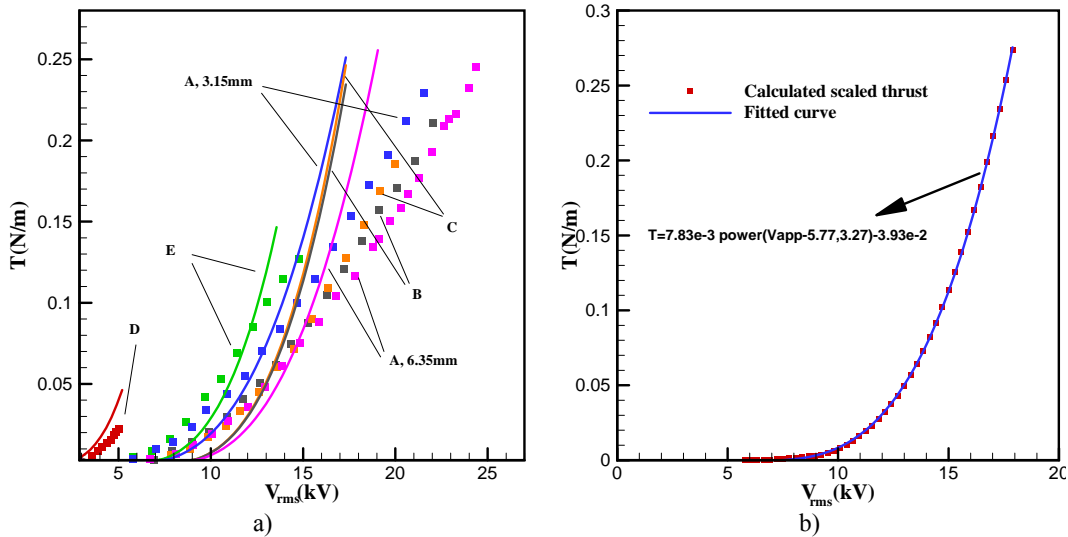 0.25
0.2
0.15
0.1
0.05
T(N/m)
A, 3.15mm
E
D
C
B
A, 6.35mm
5 10 15 20 25
Vrms(kV)
a)
0.3
0.25
0.2
0.15
0.1
0.05
0
T(N/m)
Calculated scaled thrust
Fitted curve
T=7.83e-3 power(Vapp-5.77,3.27)-3.93e-2
0 5 10 15 20
Vrms(kV)
b)